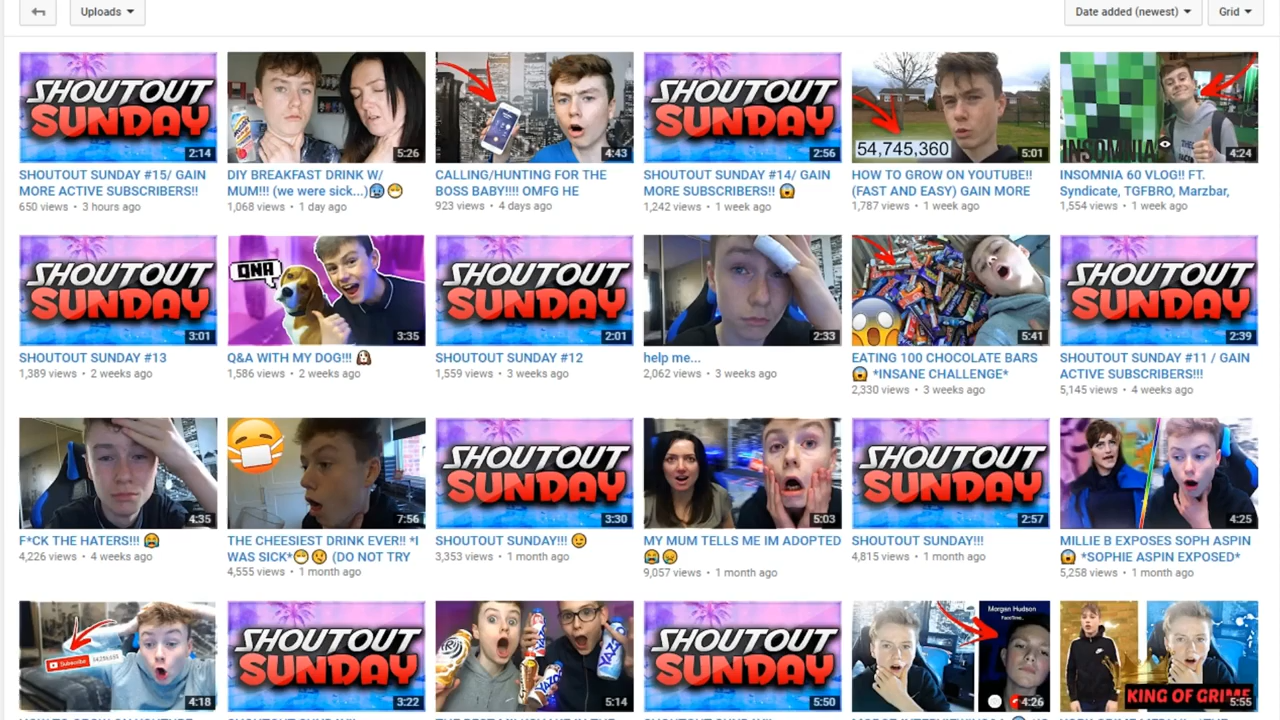 Uploads
Date added (newest)
Grid
SHOUTOUT
SUNDAY
2:14
SHOUTOUT SUNDAY #15/ GAIN
MORE ACTIVE SUBSCRIBERS!!
650 views • 3 hours ago
5:26
DIY BREAKFAST DRINK W/
MUM!!! (we were sick...)
1,068 views • 1 day ago
4:43
CALLING/HUNTING FOR THE
BOSS BABY!!!! OMFG HE
923 views • 4 days ago
SHOUTOUT
SUNDAY
2:56
SHOUTOUT SUNDAY #14/ GAIN
MORE SUBSCRIBERS!! 😱
1,242 views • 1 week ago
54,745,360
5:01
HOW TO GROW ON YOUTUBE!!
(FAST AND EASY) GAIN MORE
1,787 views • 1 week ago
INSOMNIA
4:24
INSOMNIA 60 VLOG!! FT.
Syndicate, TGFBRO, Marzbar,
1,554 views • 1 week ago
SHOUTOUT
SUNDAY
3:01
SHOUTOUT SUNDAY #13
1,389 views • 2 weeks ago
QNA
3:35
Q&A WITH MY DOG!!! 🐶
1,586 views • 2 weeks ago
SHOUTOUT
SUNDAY
2:01
SHOUTOUT SUNDAY #12
1,559 views • 3 weeks ago
2:33
help me...
2,062 views • 3 weeks ago
5:41
EATING 100 CHOCOLATE BARS
😱 *INSANE CHALLENGE*
2,330 views • 3 weeks ago
SHOUTOUT
SUNDAY
2:39
SHOUTOUT SUNDAY #11 / GAIN
ACTIVE SUBSCRIBERS!!!
5,145 views • 4 weeks ago
4:35
F*CK THE HATERS!!! 😭
4,226 views • 4 weeks ago
7:56
THE CHEESIEST DRINK EVER!! *I
WAS SICK*😷😢 (DO NOT TRY
4,555 views • 1 month ago
SHOUTOUT
SUNDAY
3:30
SHOUTOUT SUNDAY!!! 😉
3,353 views • 1 month ago
5:03
MY MUM TELLS ME IM ADOPTED
😭😖
9,057 views • 1 month ago
SHOUTOUT
SUNDAY
2:57
SHOUTOUT SUNDAY!!!
4,815 views • 1 month ago
4:25
MILLIE B EXPOSES SOPH ASPIN
😱 *SOPHIE ASPIN EXPOSED*
5,258 views • 1 month ago
Subscribe
4:18
SHOUTOUT
SUNDAY
3:22
YAZOO
5:14
SHOUTOUT
SUNDAY
5:50
Morgan Hudson
FaceTime..
4:26
KING OF GRIME
5:55